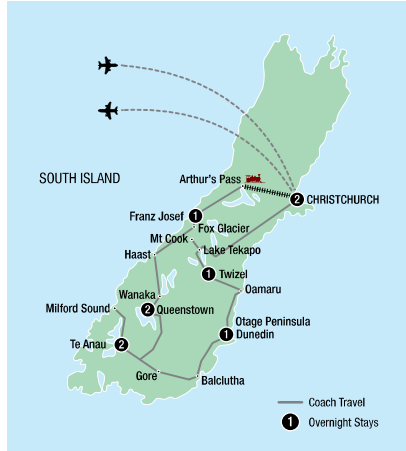 SOUTH ISLAND
Arthur's Pass
2 CHRISTCHURCH
Franz Josef 1
Fox Glacier
Mt Cook
Lake Tekapo
Haast
1 Twizel
Oamaru
Wanaka
2 Queenstown
Milford Sound
Otage Peninsula
1 Dunedin
Te Anau 2
Gore
Balclutha
Coach Travel
1 Overnight Stays